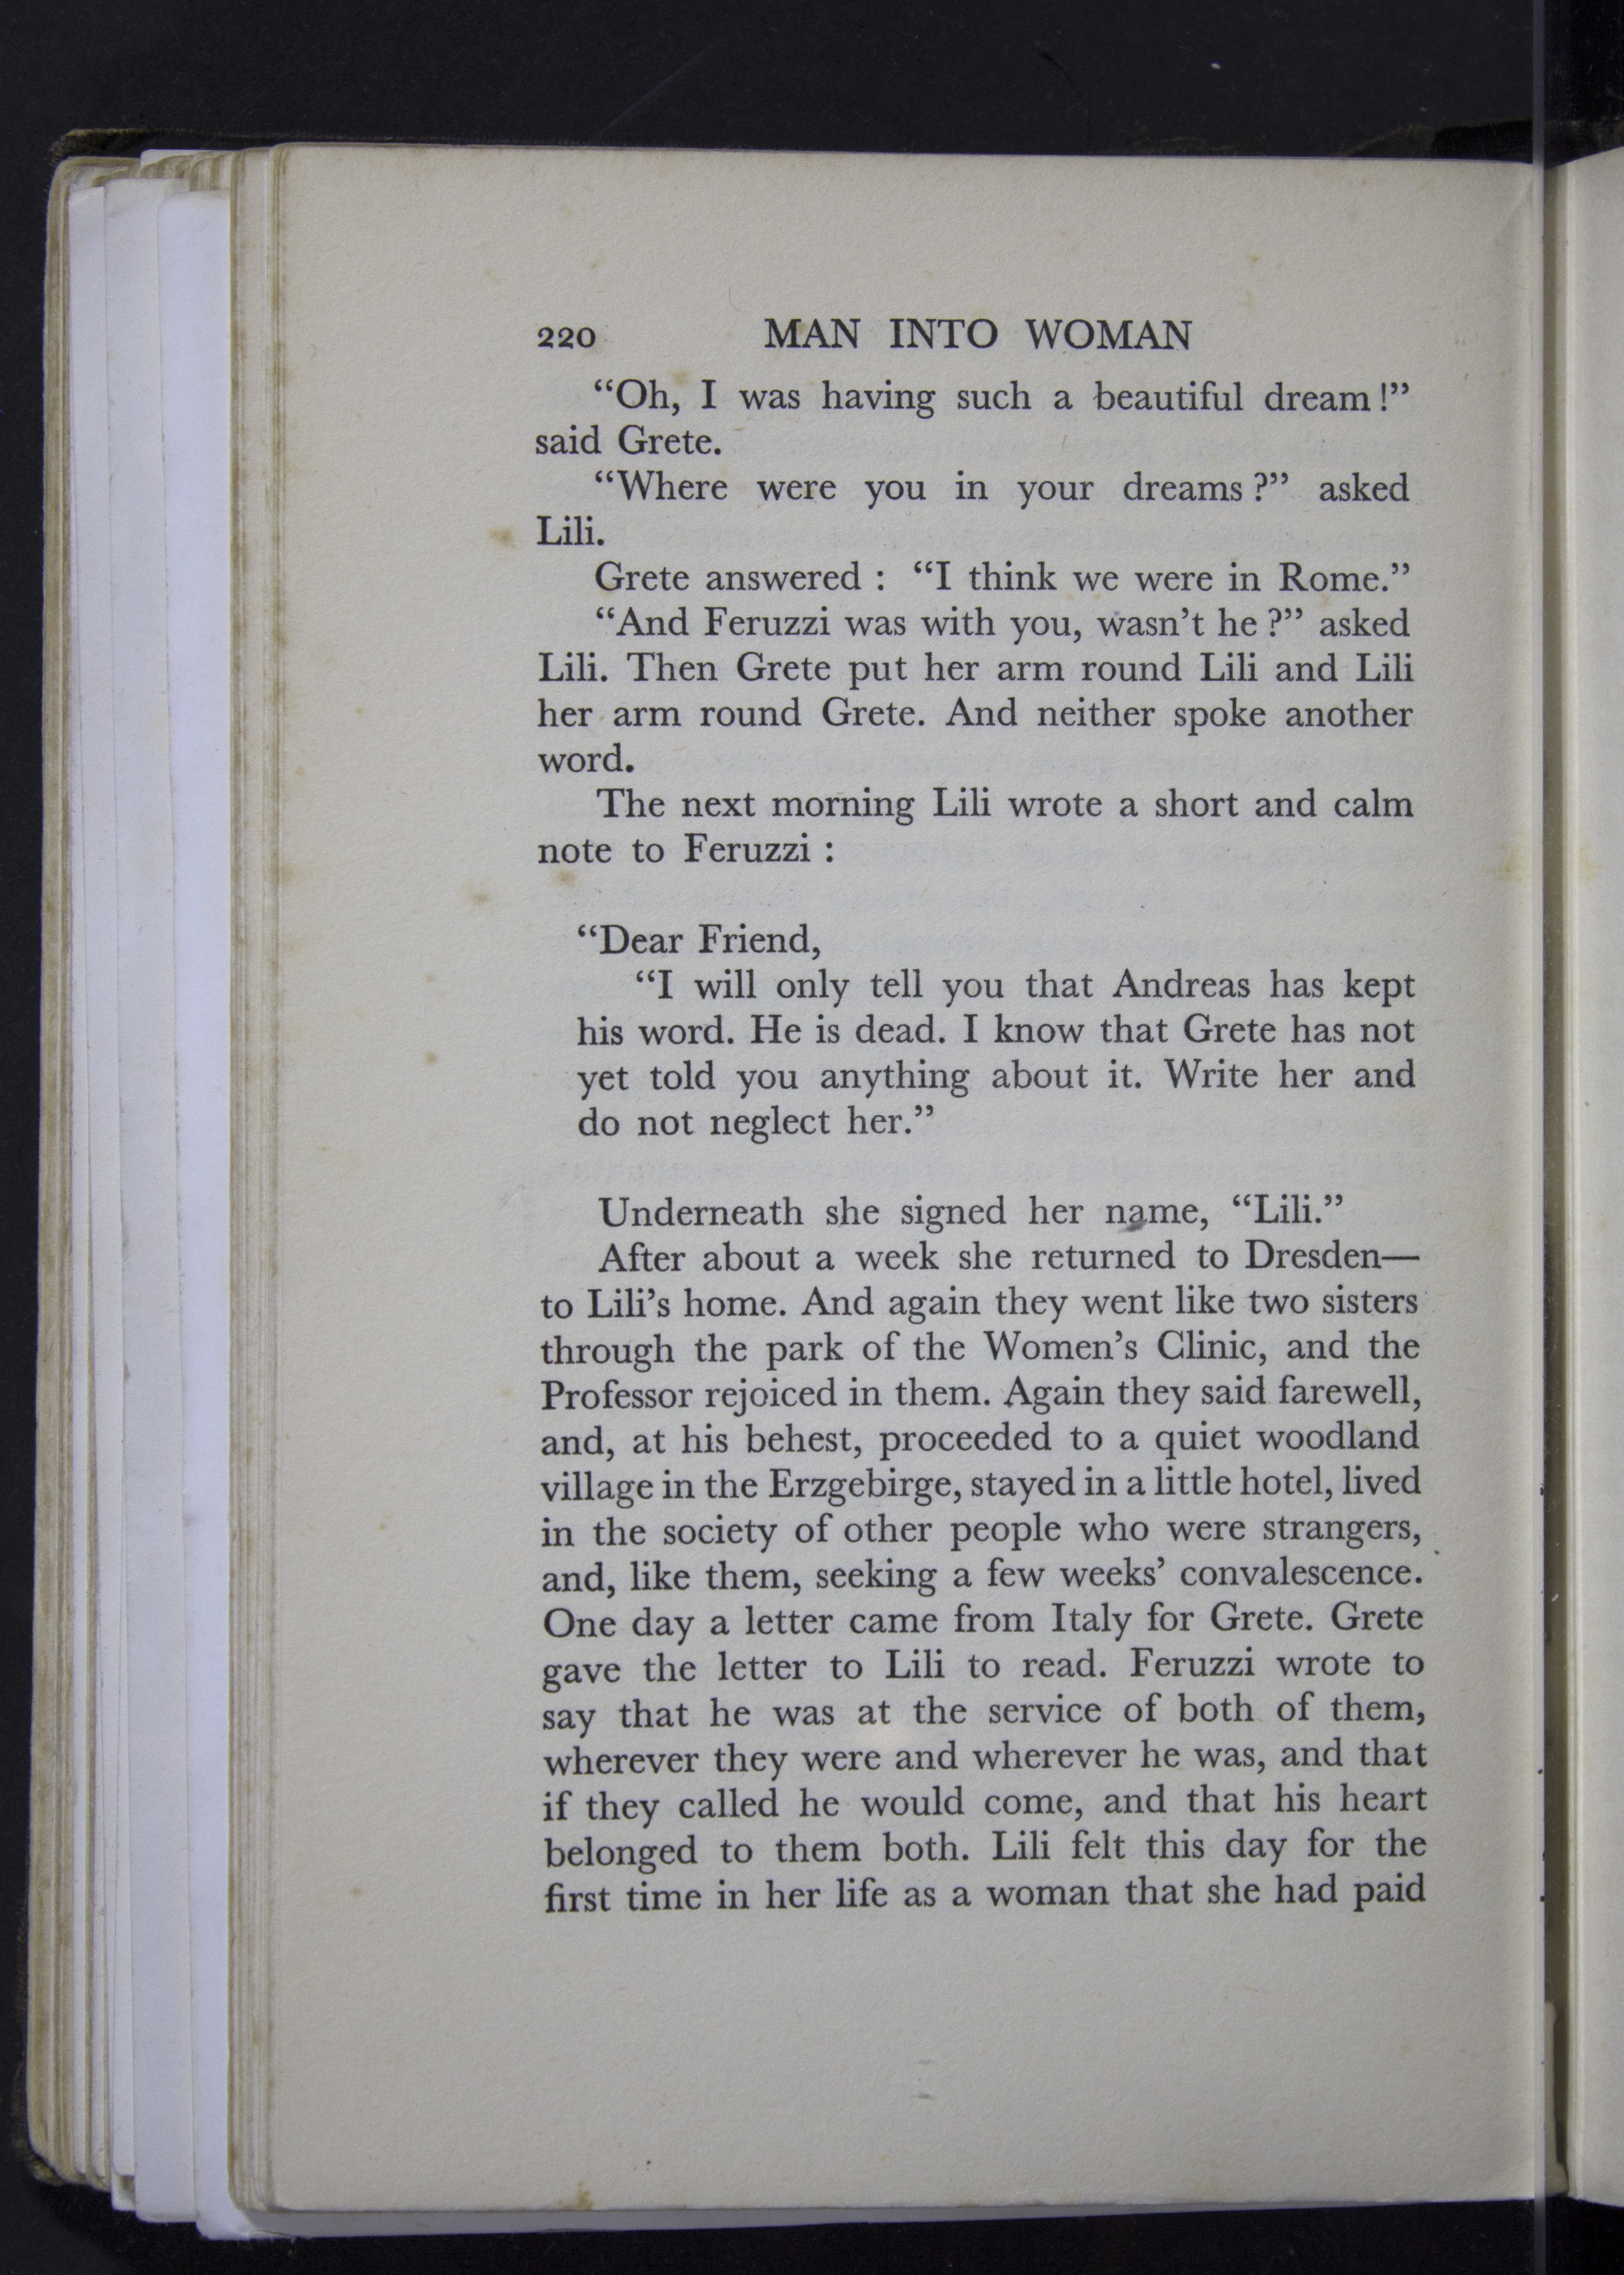 220 MAN INTO WOMAN
“Oh, I was having such a beautiful dream!”
said Grete.
“Where were you in your dreams?” asked
Lili.
Grete answered : “I think we were in Rome.”
“And Feruzzi was with you, wasn’t he?” asked
Lili. Then Grete put her arm round Lili and Lili
her arm round Grete. And neither spoke another
word.
The next morning Lili wrote a short and calm
note to Feruzzi :
“Dear Friend,
“I will only tell you that Andreas has kept
his word. He is dead. I know that Grete has not
yet told you anything about it. Write her and
do not neglect her.”
Underneath she signed her name, “Lili.”
After about a week she returned to Dresden—
to Lili’s home. And again they went like two sisters
through the park of the Women’s Clinic, and the
Professor rejoiced in them. Again they said farewell,
and, at his behest, proceeded to a quiet woodland
village in the Erzgebirge, stayed in a little hotel, lived
in the society of other people who were strangers,
and, like them, seeking a few weeks’ convalescence.
One day a letter came from Italy for Grete. Grete
gave the letter to Lili to read. Feruzzi wrote to
say that he was at the service of both of them,
wherever they were and wherever he was, and that
if they called he would come, and that his heart
belonged to them both. Lili felt this day for the
first time in her life as a woman that she had paid